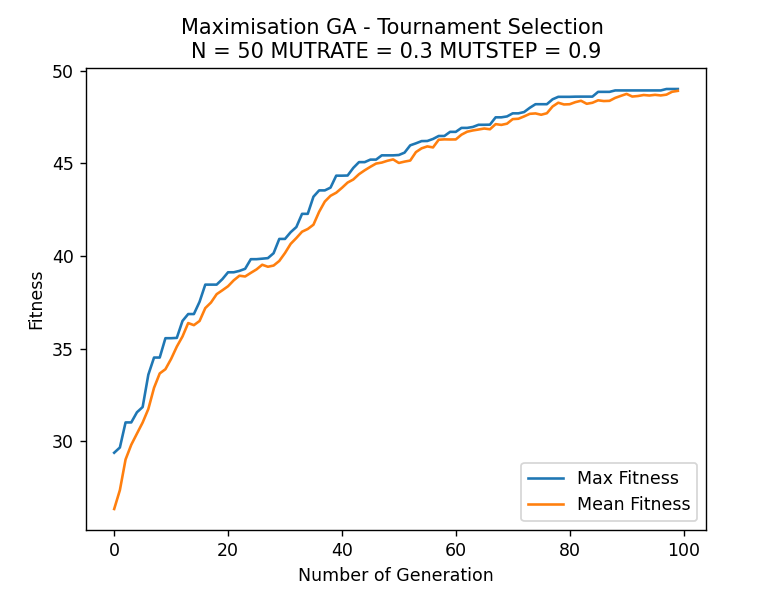 Maximisation GA - Tournament Selection
N = 50 MUTRATE = 0.3 MUTSTEP = 0.9
50
45
40
35
30
Fitness
Max Fitness
Mean Fitness
0 20 40 60 80 100
Number of Generation